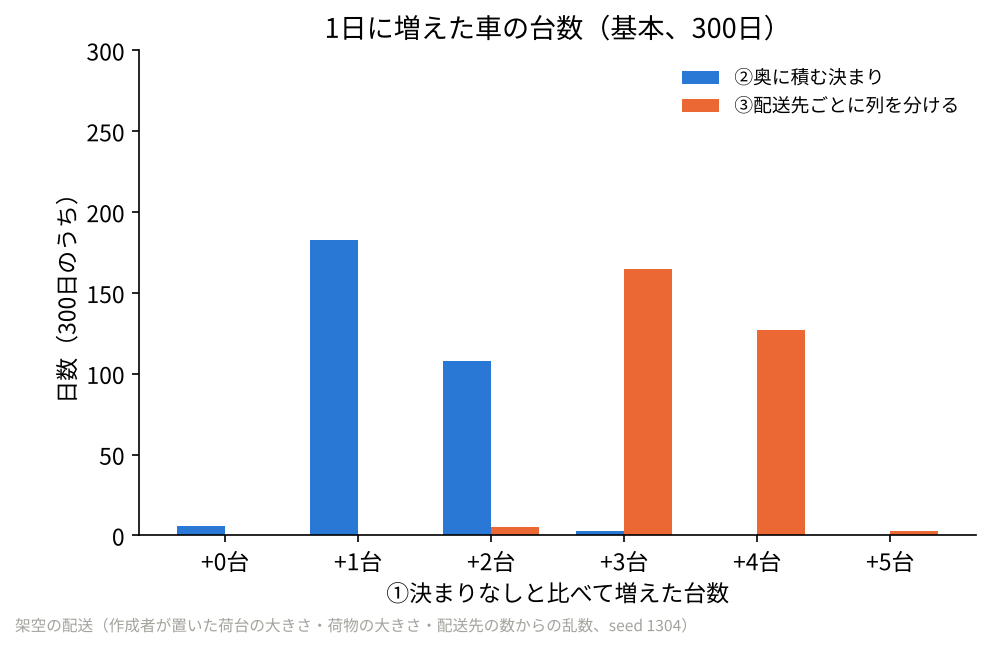 1日に増えた車の台数（基本、300日）
②奥に積む決まり
③配送先ごとに列を分ける
日数（300日のうち）
300
250
200
150
100
50
0
+0台
+1台
+2台
+3台
+4台
+5台
①決まりなしと比べて増えた台数
架空の配送（作成者が置いた荷台の大きさ・荷物の大きさ・配送先の数からの乱数、seed 1304）